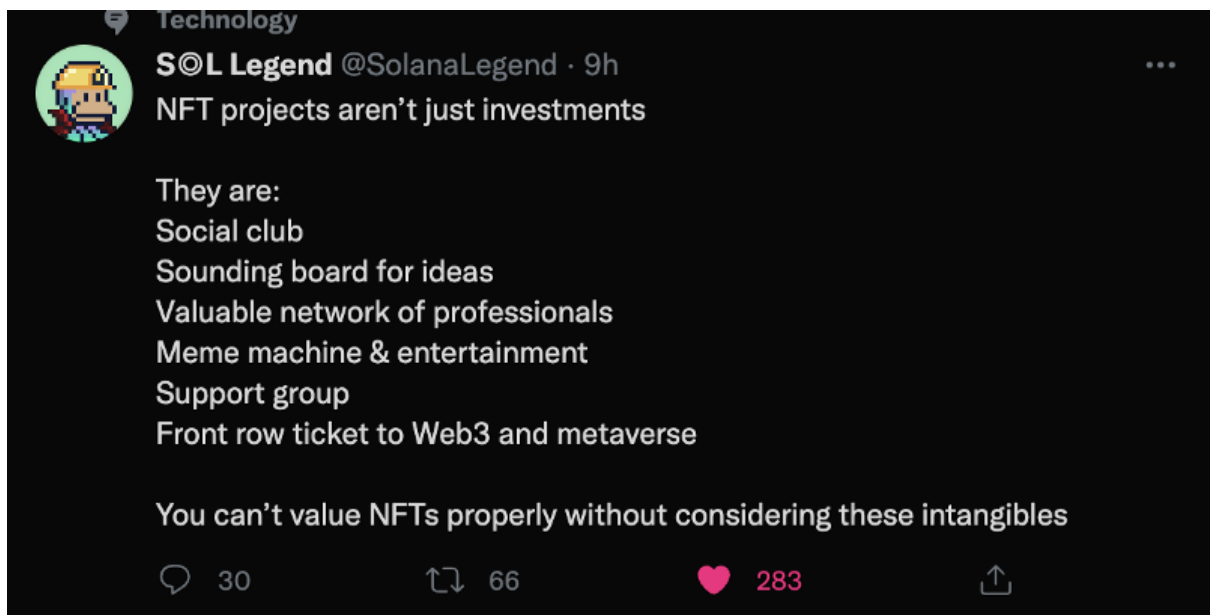 Technology
S◎L Legend @SolanaLegend · 9h
NFT projects aren’t just investments
They are:
Social club
Sounding board for ideas
Valuable network of professionals
Meme machine & entertainment
Support group
Front row ticket to Web3 and metaverse
You can’t value NFTs properly without considering these intangibles
30 66 283